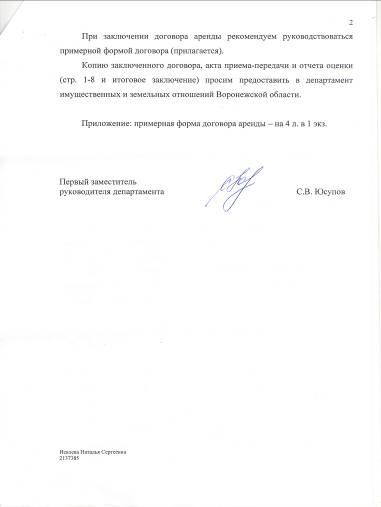 2
При заключении договора аренды рекомендуем руководствоваться
примерной формой договора (прилагается).
Копию заключенного договора, акта приема-передачи и отчета оценки
(стр. 1-8 и итоговое заключение) просим предоставить в департамент
имущественных и земельных отношений Воронежской области.
Приложение: примерная форма договора аренды – на 4 л. в 1 экз.
Первый заместитель
руководителя департамента С.В. Юсупов
Наталья Сергеевна
2137385